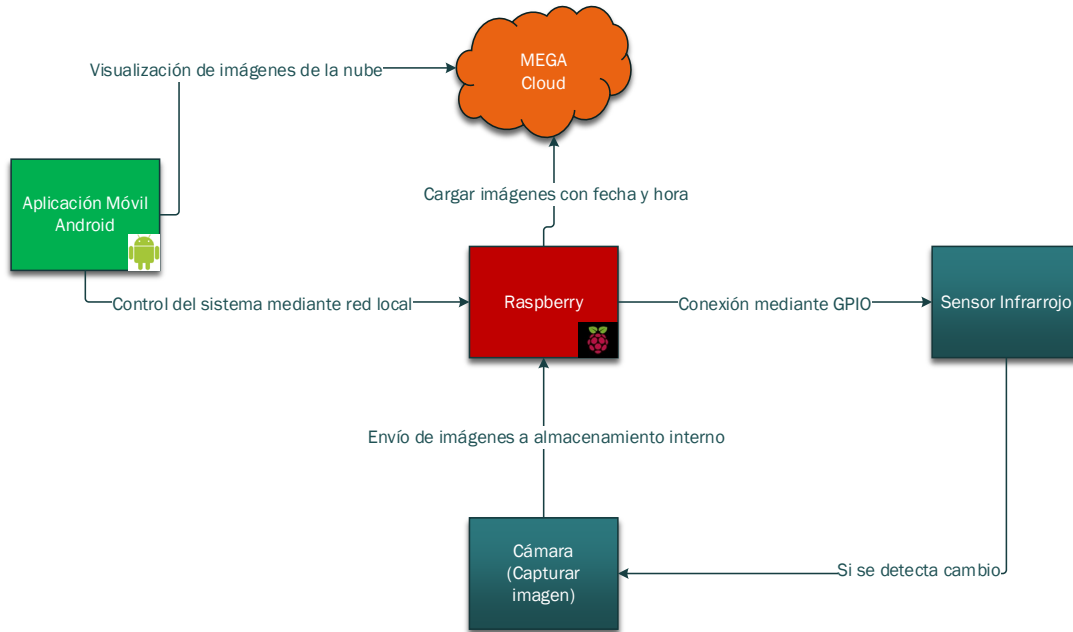 MEGA
Cloud
Visualización de imágenes de la nube
Cargar imágenes con fecha y hora
Aplicación Móvil
Android
Control del sistema mediante red local
Raspberry
Conexión mediante GPIO
Sensor Infrarrojo
Envío de imágenes a almacenamiento interno
Cámara
(Capturar
imagen)
Si se detecta cambio